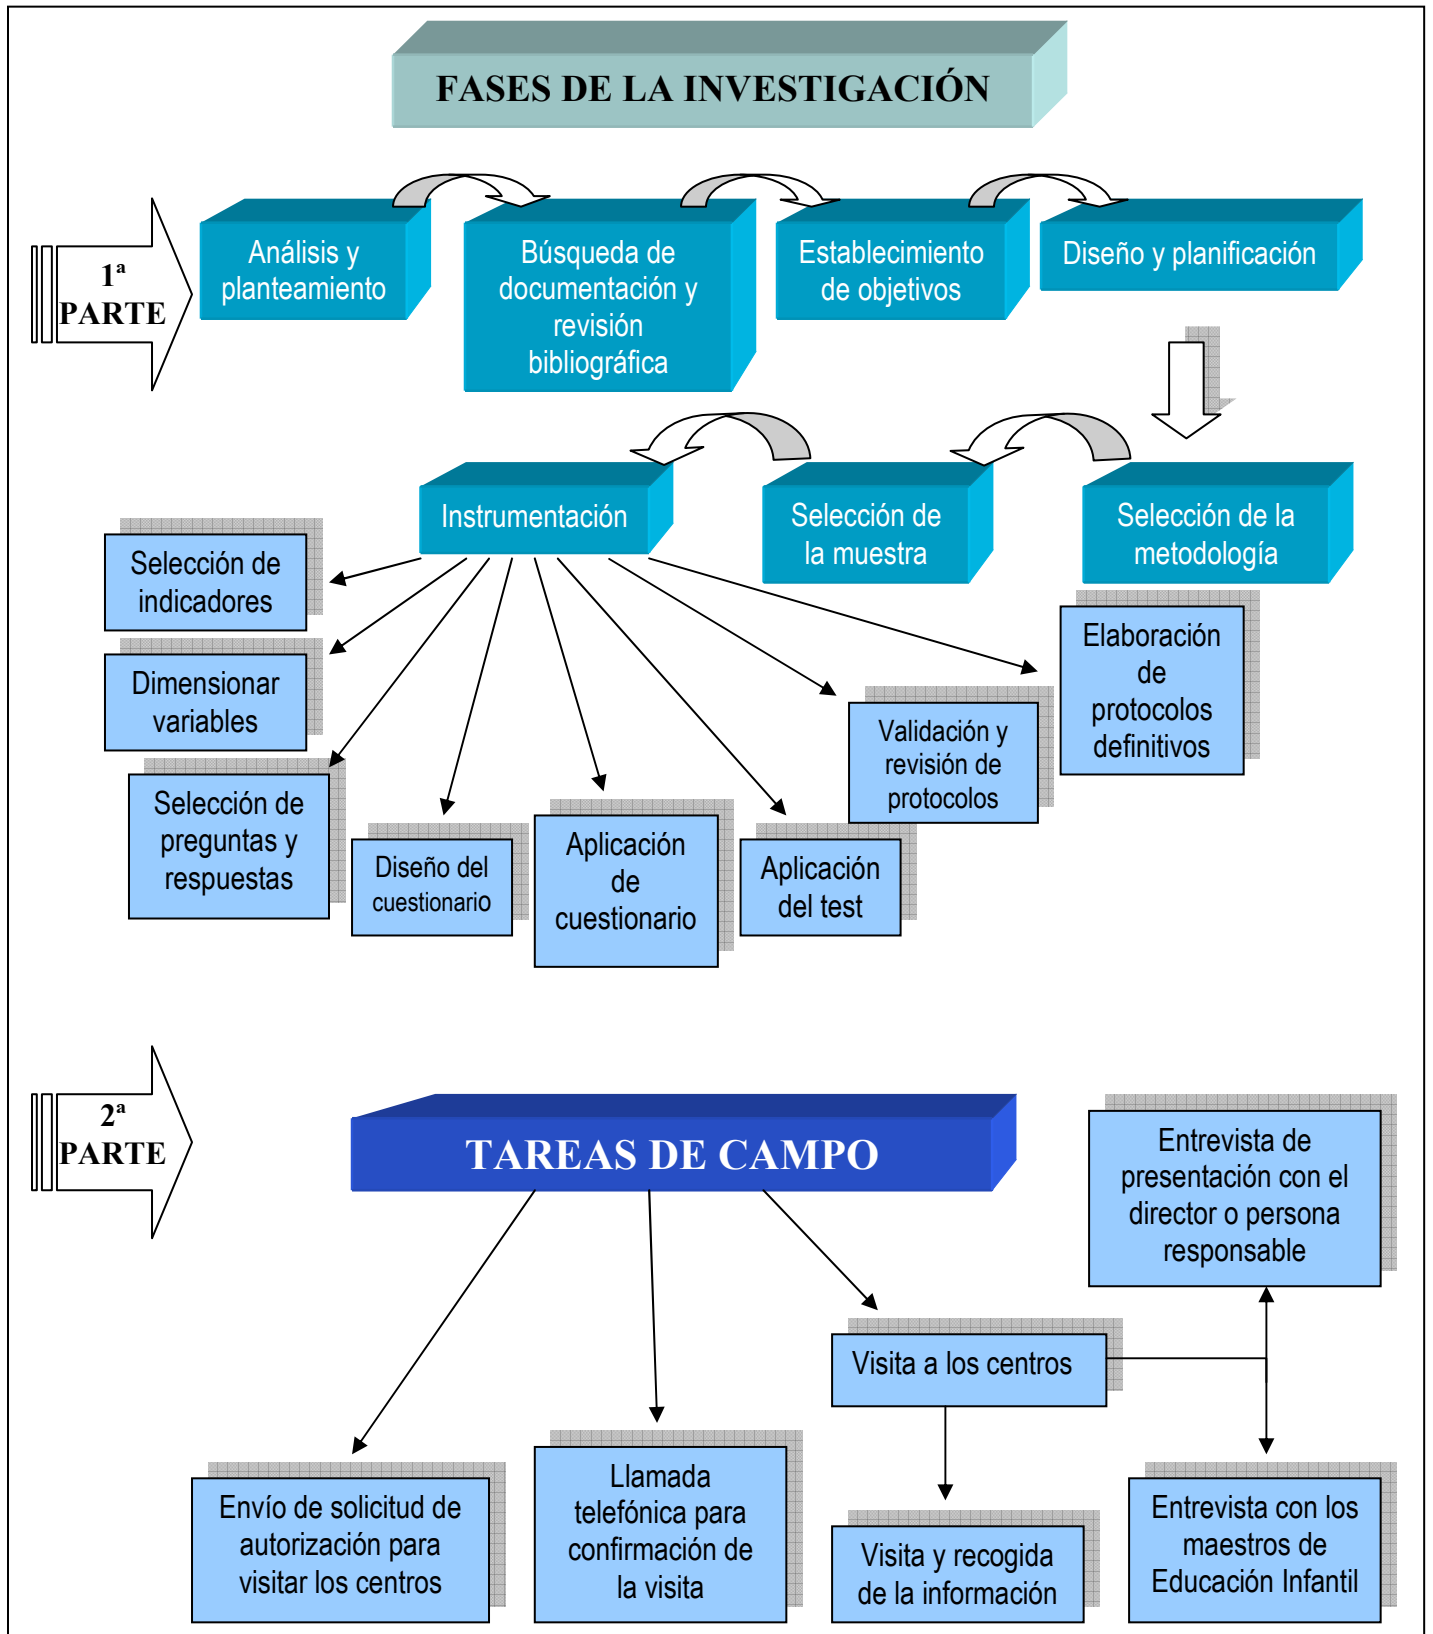 FASES DE LA INVESTIGACIÓN
1ª
PARTE
Análisis y
planteamiento
Búsqueda de
documentación y
revisión
bibliográfica
Establecimiento
de objetivos
Diseño y planificación
Instrumentación
Selección de
la muestra
Selección de la
metodología
Selección de
indicadores
Dimensionar
variables
Selección de
preguntas y
respuestas
Diseño del
cuestionario
Aplicación
de
cuestionario
Aplicación
del test
Validación y
revisión de
protocolos
Elaboración
de
protocolos
definitivos
2ª
PARTE
TAREAS DE CAMPO
Entrevista de
presentación con el
director o persona
responsable
Visita a los centros
Envío de solicitud de
autorización para
visitar los centros
Llamada
telefónica para
confirmación de
la visita
Visita y recogida
de la información
Entrevista con los
maestros de
Educación Infantil